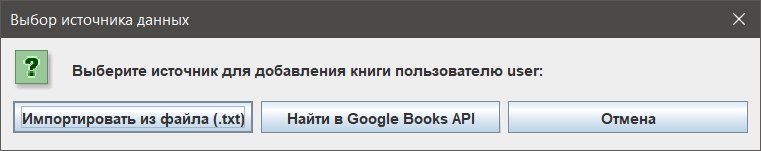 Выбор источника данных
Выберите источник для добавления книги пользователю user:
Импортировать из файла (.txt)
Найти в Google Books API
Отмена